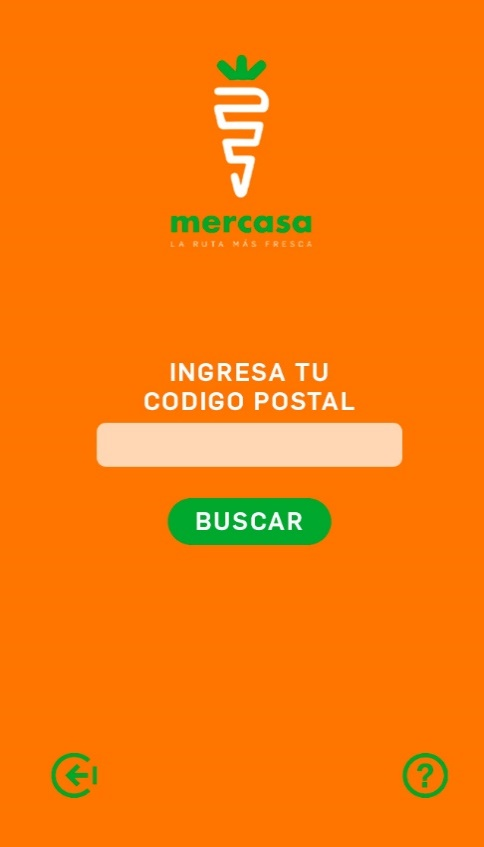 mercasa
LA RUTA MÁS FRESCA
INGRESA TU
CODIGO POSTAL
BUSCAR
?